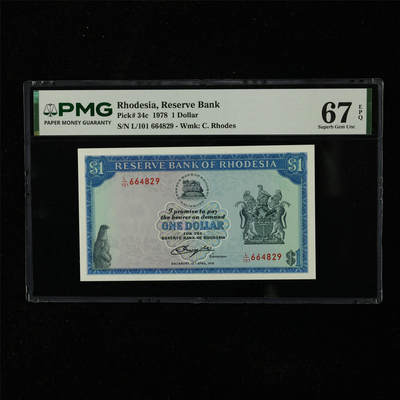 PMG
PAPER MONEY GUARANTY
Rhodesia, Reserve Bank
Pick# 34c 1978 1 Dollar
S/N L/101 664829 - Wmk: C. Rhodes
67 EPQ
Superb Gem Unc
$1 RESERVE BANK OF RHODESIA $1
L/101 664829
I promise to pay
the bearer on demand
ONE DOLLAR
FOR THE
RESERVE BANK OF RHODESIA
L/101 664829
$1